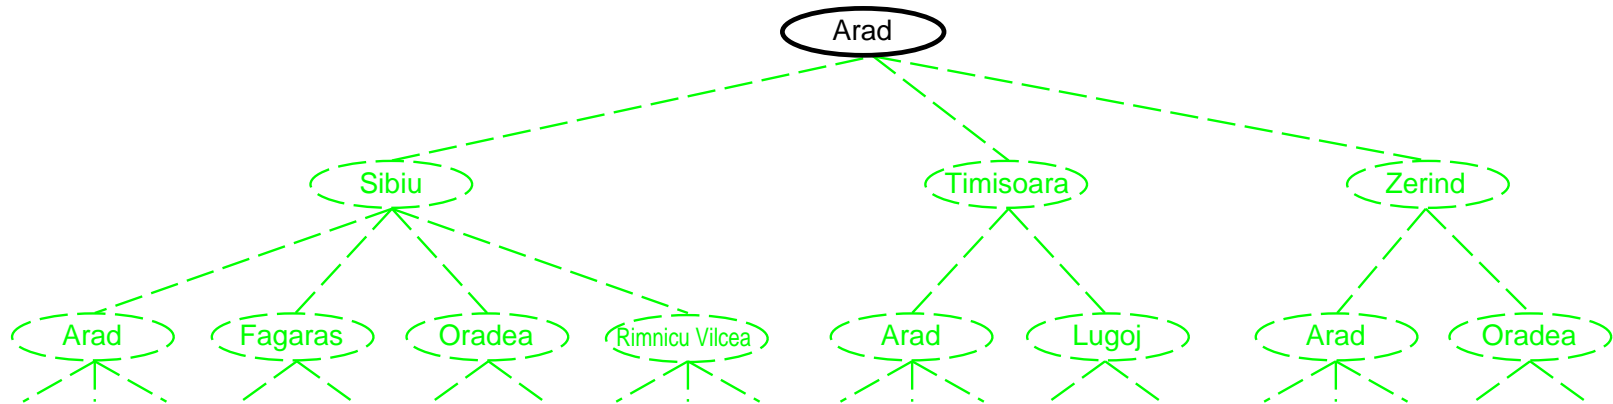 Arad
Sibiu
Timisoara
Zerind
Arad
Fagaras
Oradea
Rimnicu Vilcea
Arad
Lugoj
Arad
Oradea